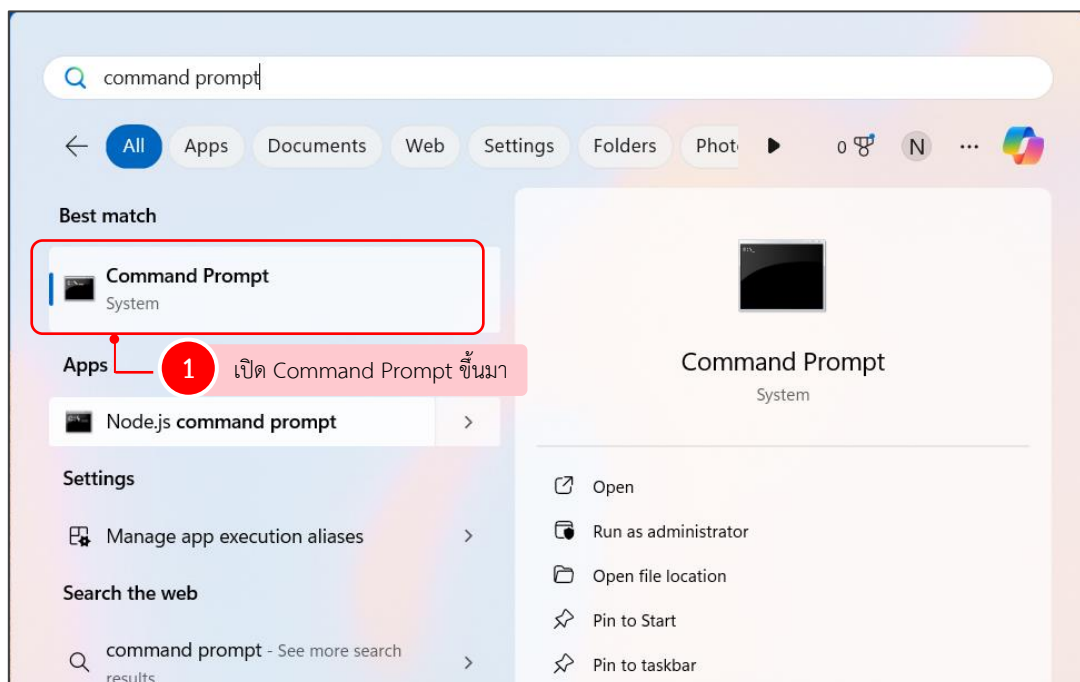 command prompt
All Apps Documents Web Settings Folders 0 N ...
Best match
Command Prompt
System
Apps
1 เปิด Command Prompt ขึ้นมา
Node.js command prompt
Settings
Manage app execution aliases
Search the web
command prompt - See more search
results
Command Prompt
System
Open
Run as administrator
Open file location
Pin to Start
Pin to taskbar